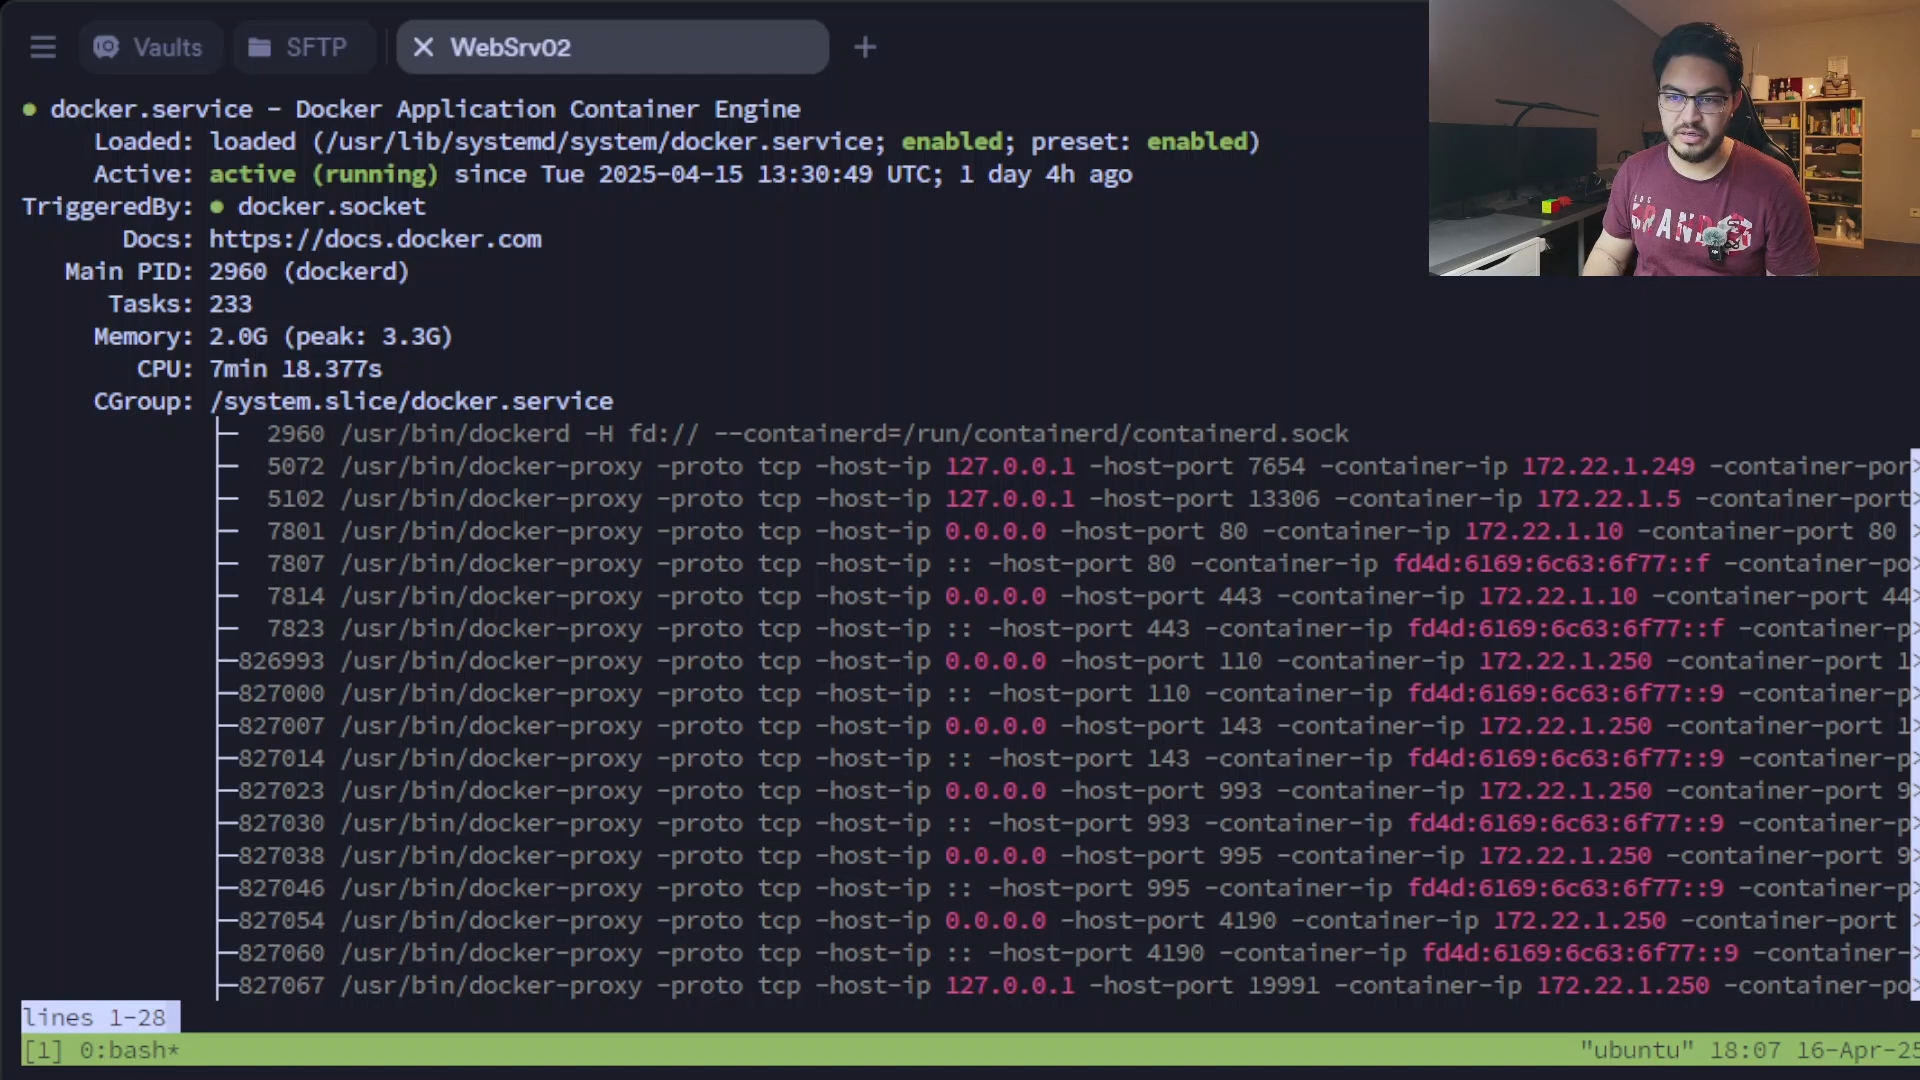 Vaults SFTP WebSrv02
● docker.service - Docker Application Container Engine
Loaded: loaded (/usr/lib/systemd/system/docker.service; enabled; preset: enabled)
Active: active (running) since Tue 2025-04-15 13:30:49 UTC; 1 day 4h ago
TriggeredBy: ● docker.socket
Docs: https://docs.docker.com
Main PID: 2960 (dockerd)
Tasks: 233
Memory: 2.0G (peak: 3.3G)
CPU: 7min 18.377s
CGroup: /system.slice/docker.service
├─ 2960 /usr/bin/dockerd -H fd:// --containerd=/run/containerd/containerd.sock
├─ 5072 /usr/bin/docker-proxy -proto tcp -host-ip 127.0.0.1 -host-port 7654 -container-ip 172.22.1.249 -container-por>
├─ 5102 /usr/bin/docker-proxy -proto tcp -host-ip 127.0.0.1 -host-port 13306 -container-ip 172.22.1.5 -container-port>
├─ 7801 /usr/bin/docker-proxy -proto tcp -host-ip 0.0.0.0 -host-port 80 -container-ip 172.22.1.10 -container-port 80 >
├─ 7807 /usr/bin/docker-proxy -proto tcp -host-ip :: -host-port 80 -container-ip fd4d:6169:6c63:6f77::f -container-po>
├─ 7814 /usr/bin/docker-proxy -proto tcp -host-ip 0.0.0.0 -host-port 443 -container-ip 172.22.1.10 -container-port 44>
├─ 7823 /usr/bin/docker-proxy -proto tcp -host-ip :: -host-port 443 -container-ip fd4d:6169:6c63:6f77::f -container-p>
├─826993 /usr/bin/docker-proxy -proto tcp -host-ip 0.0.0.0 -host-port 110 -container-ip 172.22.1.250 -container-port 1>
├─827000 /usr/bin/docker-proxy -proto tcp -host-ip :: -host-port 110 -container-ip fd4d:6169:6c63:6f77::9 -container-p>
├─827007 /usr/bin/docker-proxy -proto tcp -host-ip 0.0.0.0 -host-port 143 -container-ip 172.22.1.250 -container-port 1>
├─827014 /usr/bin/docker-proxy -proto tcp -host-ip :: -host-port 143 -container-ip fd4d:6169:6c63:6f77::9 -container-p>
├─827023 /usr/bin/docker-proxy -proto tcp -host-ip 0.0.0.0 -host-port 993 -container-ip 172.22.1.250 -container-port 9>
├─827030 /usr/bin/docker-proxy -proto tcp -host-ip :: -host-port 993 -container-ip fd4d:6169:6c63:6f77::9 -container-p>
├─827038 /usr/bin/docker-proxy -proto tcp -host-ip 0.0.0.0 -host-port 995 -container-ip 172.22.1.250 -container-port 9>
├─827046 /usr/bin/docker-proxy -proto tcp -host-ip :: -host-port 995 -container-ip fd4d:6169:6c63:6f77::9 -container-p>
├─827054 /usr/bin/docker-proxy -proto tcp -host-ip 0.0.0.0 -host-port 4190 -container-ip 172.22.1.250 -container-port >
├─827060 /usr/bin/docker-proxy -proto tcp -host-ip :: -host-port 4190 -container-ip fd4d:6169:6c63:6f77::9 -container->
├─827067 /usr/bin/docker-proxy -proto tcp -host-ip 127.0.0.1 -host-port 19991 -container-ip 172.22.1.250 -container-po>
lines 1-28
[1] 0:bash* "ubuntu" 18:07 16-Apr-25